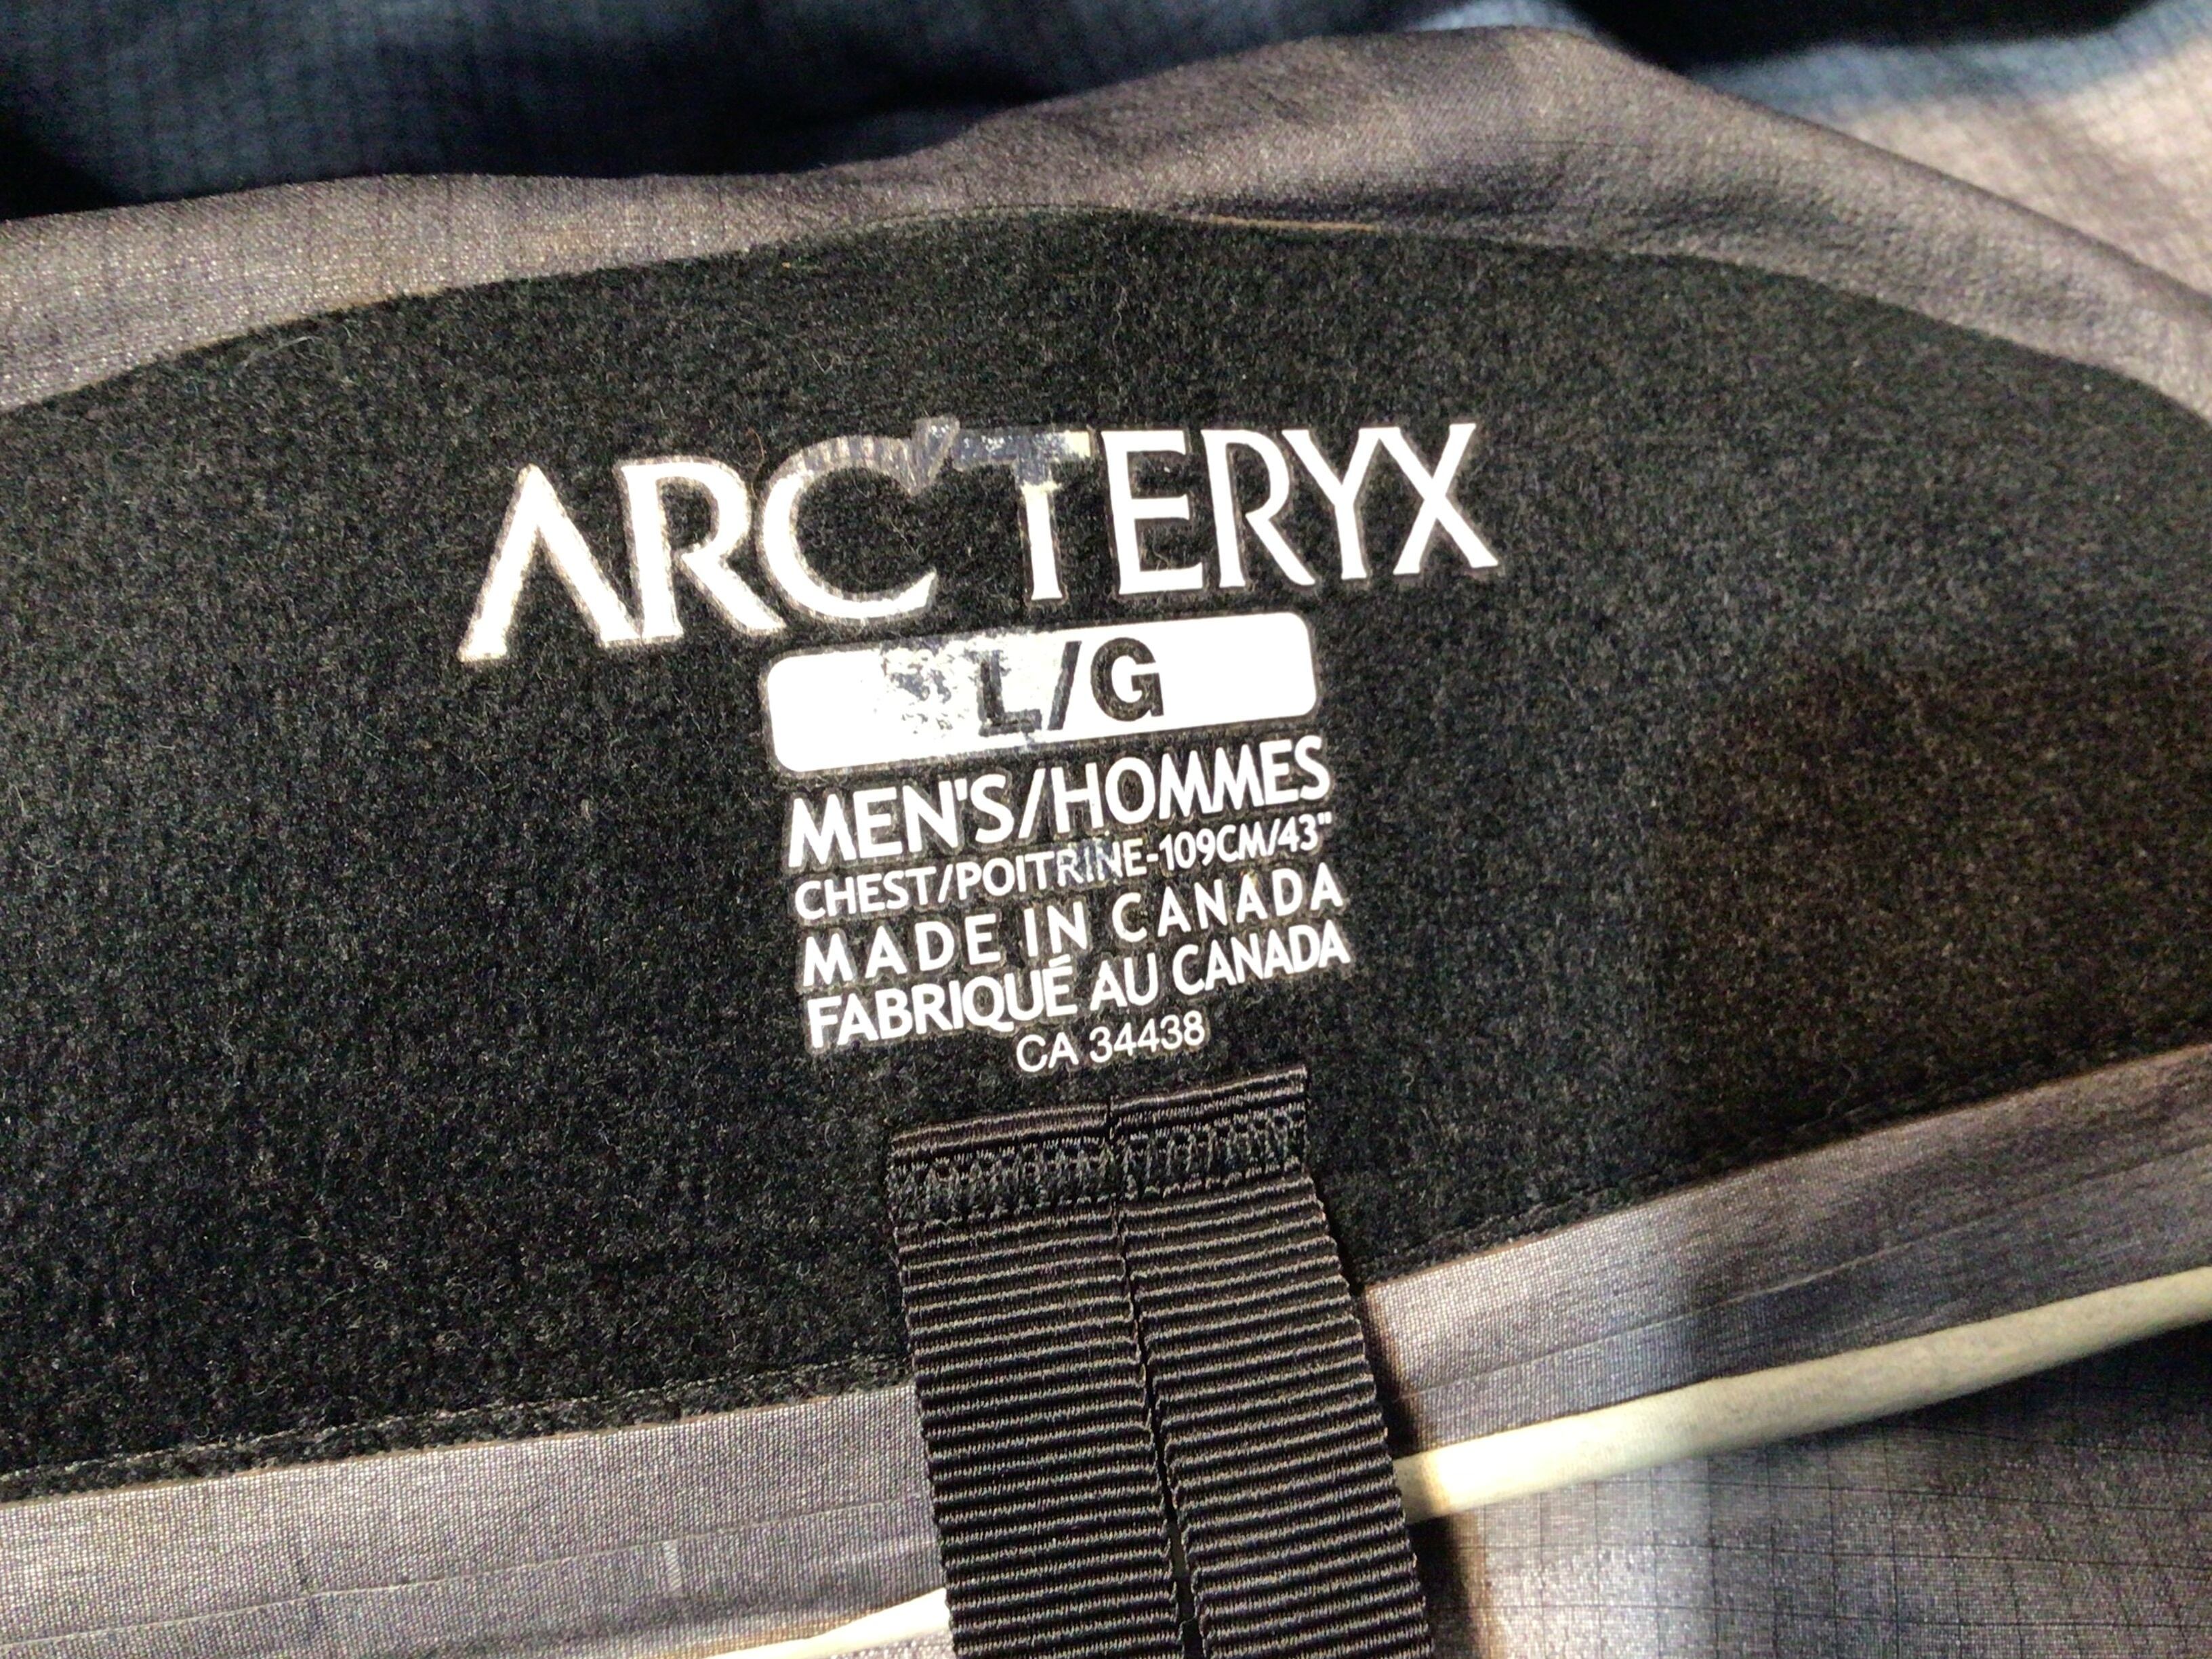 ARC'TERYX
L/G
MEN'S/HOMMES
CHEST/POITRINE-109CM/43"
MADE IN CANADA
FABRIQUÉ AU CANADA
CA 34438